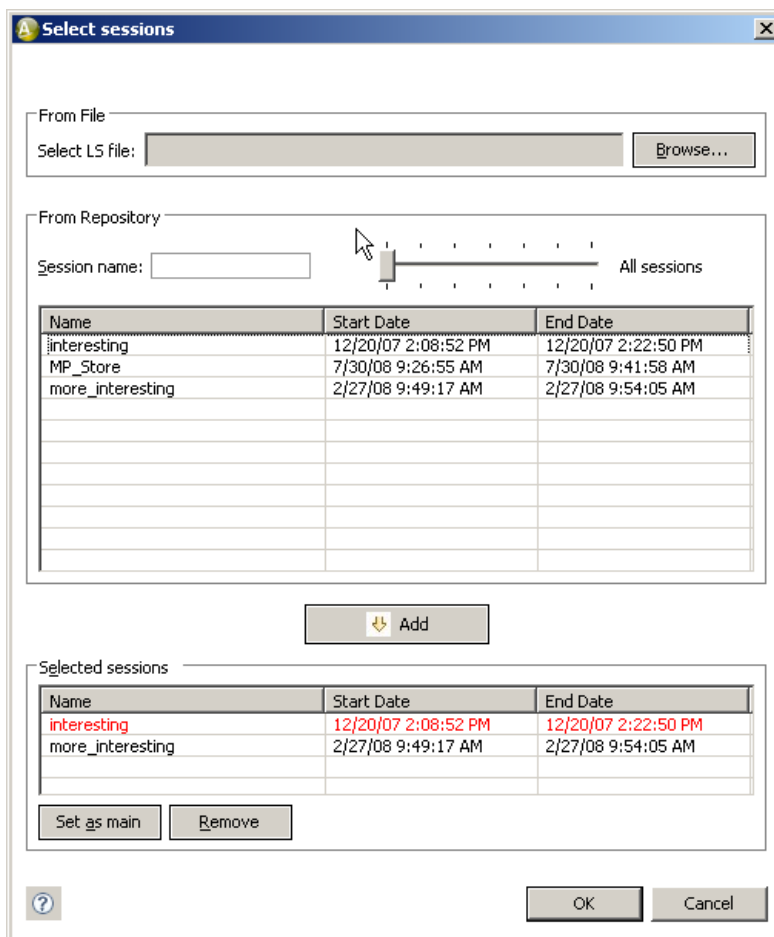 Select sessions
From File
Select LS file:
Browse...
From Repository
Session name:
All sessions
Name Start Date End Date
interesting 12/20/07 2:08:52 PM 12/20/07 2:22:50 PM
MP_Store 7/30/08 9:26:55 AM 7/30/08 9:41:58 AM
more_interesting 2/27/08 9:49:17 AM 2/27/08 9:54:05 AM
Add
Selected sessions
Name Start Date End Date
interesting 12/20/07 2:08:52 PM 12/20/07 2:22:50 PM
more_interesting 2/27/08 9:49:17 AM 2/27/08 9:54:05 AM
Set as main Remove
? OK Cancel